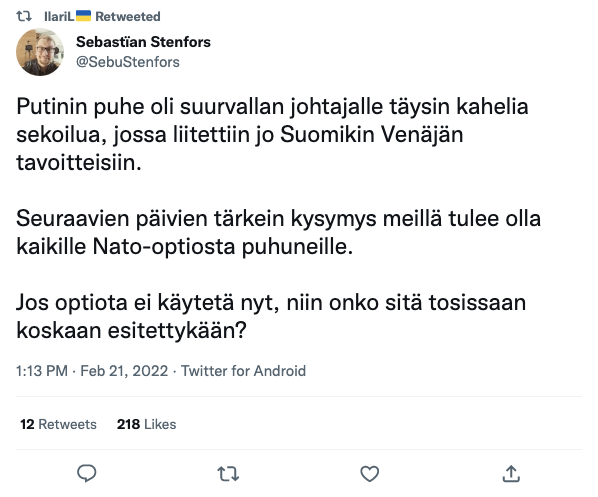 IlariL🇺🇦 Retweeted
Sebastïan Stenfors
@SebuStenfors
Putinin puhe oli suurvallan johtajalle täysin kahelia
sekoilua, jossa liitettiin jo Suomikin Venäjän
tavoitteisiin.
Seuraavien päivien tärkein kysymys meillä tulee olla
kaikille Nato-optiosta puhuneille.
Jos optiota ei käytetä nyt, niin onko sitä tosissaan
koskaan esitettykään?
1:13 PM · Feb 21, 2022 · Twitter for Android
12 Retweets 218 Likes